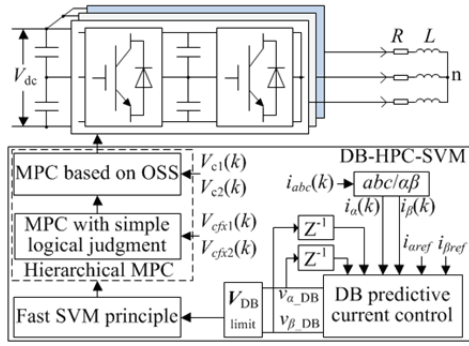 R L
V_dc
n
DB-HPC-SVM
MPC based on OSS
V_c1(k)
V_c2(k)
i_abc(k)
abc/αβ
i_α(k) i_β(k)
MPC with simple logical judgment
V_cfx1(k)
V_cfx2(k)
Z^-1
Z^-1
i_αref i_βref
Hierarchical MPC
Fast SVM principle
V_DB limit
v_α_DB
v_β_DB
DB predictive current control